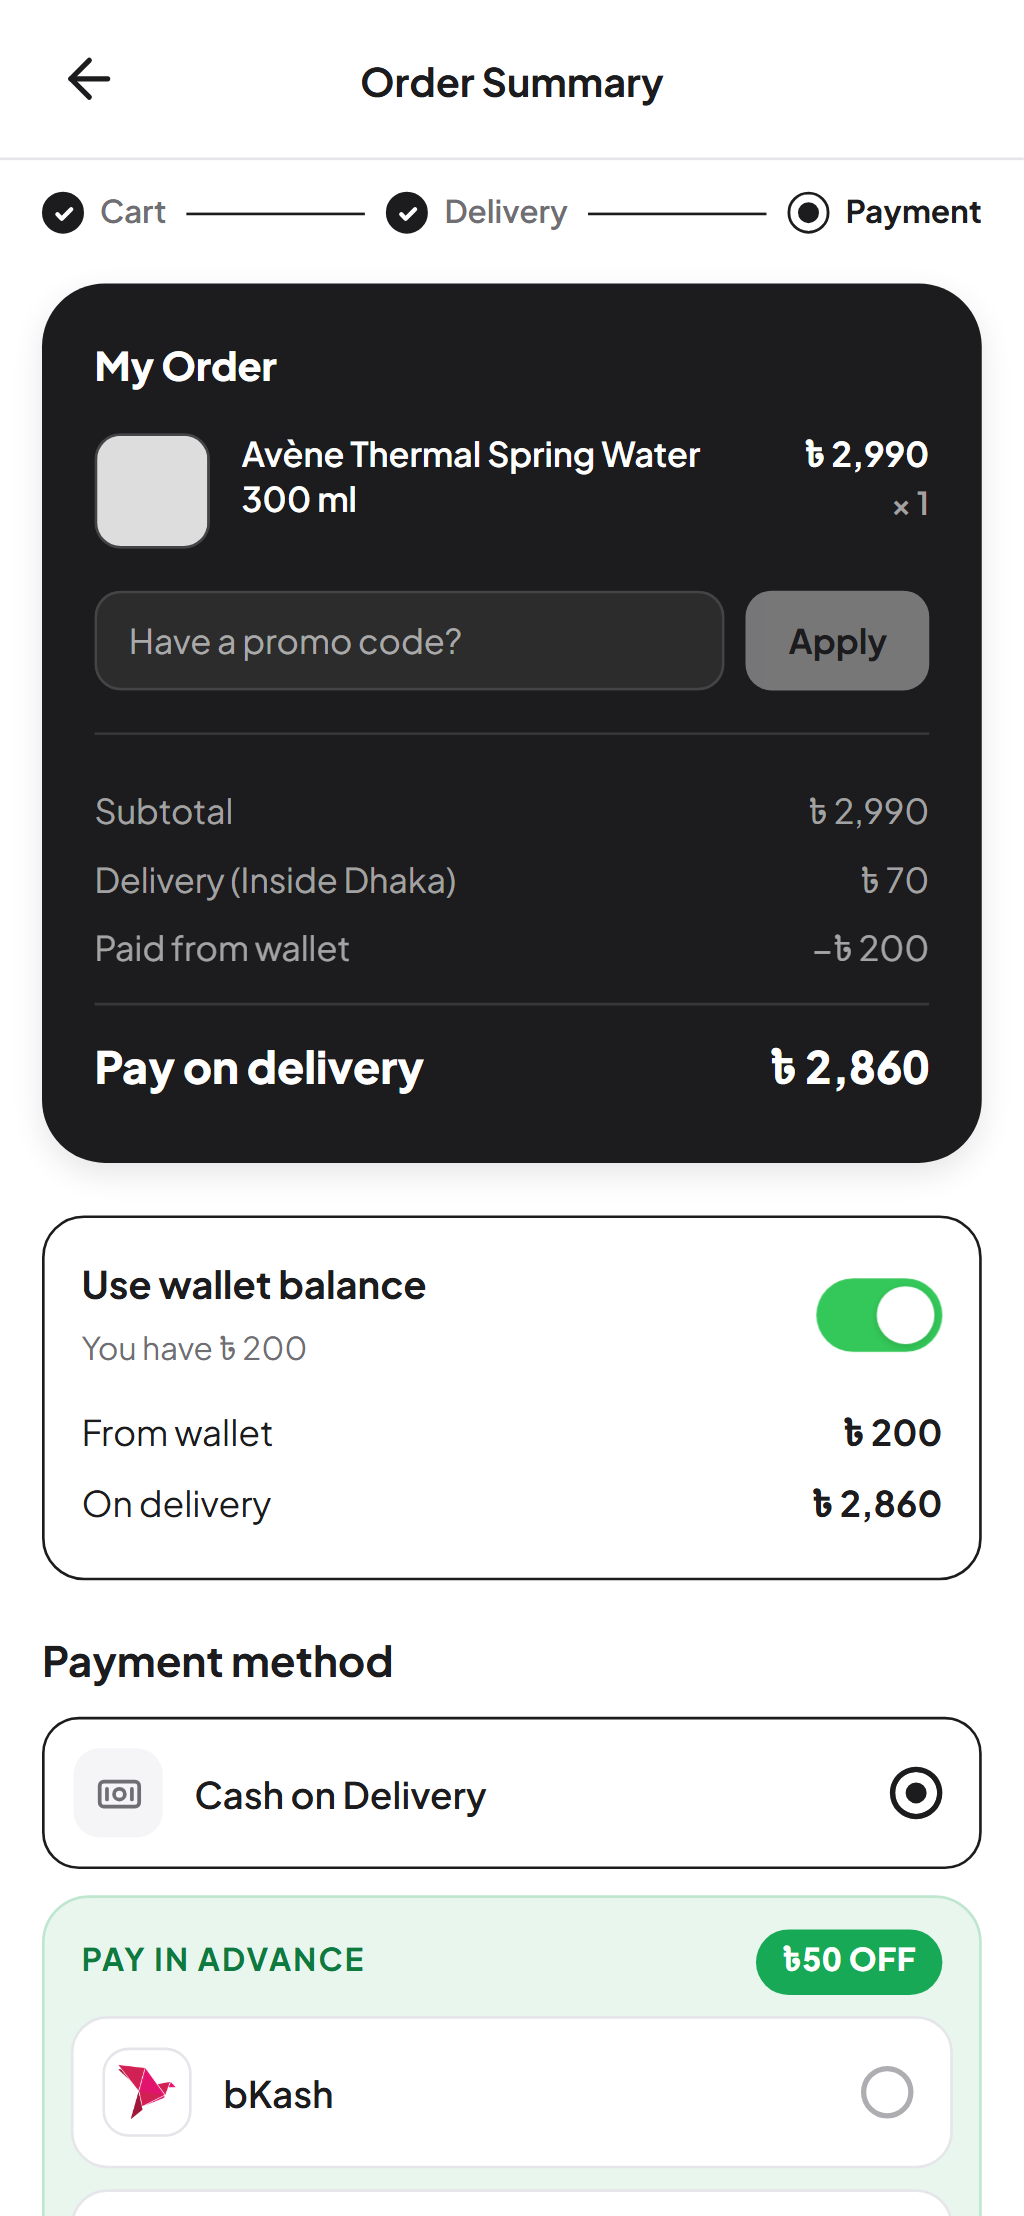 Order Summary
Cart
Delivery
Payment
My Order
Avène Thermal Spring Water
300 ml
৳ 2,990
× 1
Have a promo code?
Apply
Subtotal
৳ 2,990
Delivery (Inside Dhaka)
৳ 70
Paid from wallet
–৳ 200
Pay on delivery
৳ 2,860
Use wallet balance
You have ৳ 200
From wallet
৳ 200
On delivery
৳ 2,860
Payment method
Cash on Delivery
PAY IN ADVANCE
৳50 OFF
bKash